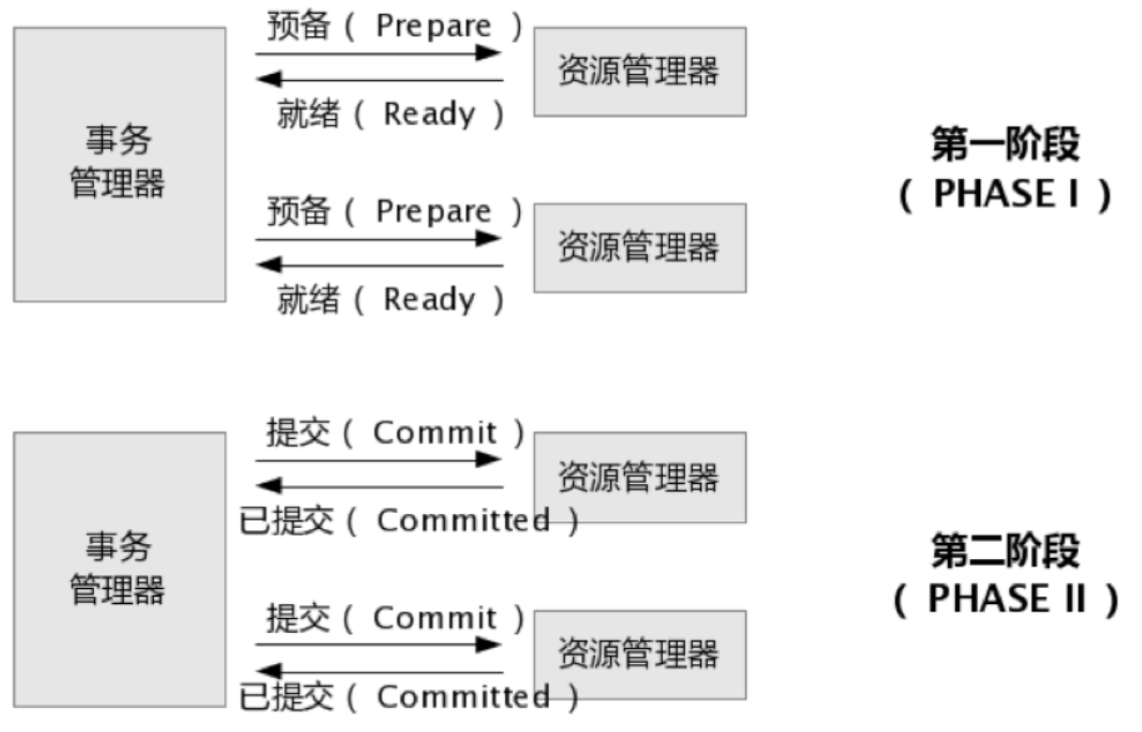 预备（ Prepare ）
资源管理器
就绪（ Ready ）
事务
管理器
第一阶段
（ PHASE I ）
预备（ Prepare ）
资源管理器
就绪（ Ready ）
提交（ Commit ）
资源管理器
已提交（ Committed ）
事务
管理器
第二阶段
（ PHASE II ）
提交（ Commit ）
资源管理器
已提交（ Committed ）